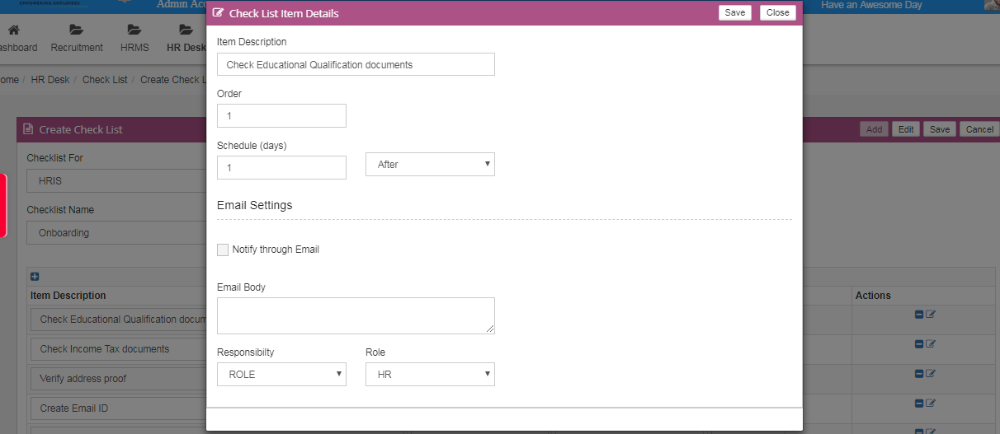 EMPOWERING EMPLOYEES
Admin Acc
Have an Awesome Day
ashboard
Recruitment
HRMS
HR Desk
ome / HR Desk / Check List / Create Check L
Check List Item Details
Save
Close
Item Description
Check Educational Qualification documents
Order
1
Schedule (days)
1
After
Email Settings
Notify through Email
Email Body
Responsibilty
Role
ROLE
HR
Create Check List
Add
Edit
Save
Cancel
Checklist For
HRIS
Checklist Name
Onboarding
Item Description
Actions
Check Educational Qualification docum
Check Income Tax documents
Verify address proof
Create Email ID